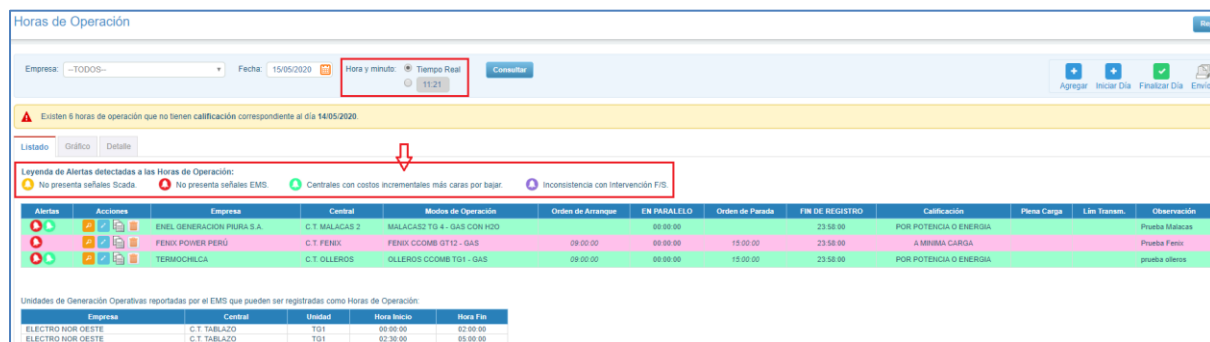 Horas de Operación
Empresa: --TODOS-- Fecha: 15/05/2020 Hora y minuto: Tiempo Real Consultar
11:21
Agregar Iniciar Día Finalizar Día
Existen 6 horas de operación que no tienen calificación correspondiente al día 14/05/2020.
Listado Gráfico Detalle
Leyenda de Alertas detectadas a las Horas de Operación:
No presenta señales Scada. No presenta señales EMS. Centrales con costos incrementales más caras por bajar. Inconsistencia con Intervención F/S.
Alertas Acciones Empresa Central Modos de Operación Orden de Arranque EN PARALELO Orden de Parada FIN DE REGISTRO Calificación Plena Carga Lim Transm. Observación
ENEL GENERACION PIURA S.A. C.T. MALACAS 2 MALACAS2 TG 4 - GAS CON H2O 00:00:00 23:58:00 POR POTENCIA O ENERGIA Prueba Malacas
FENIX POWER PERÚ C.T. FENIX FENIX CCOMB GT12 - GAS 09:00:00 00:00:00 15:00:00 23:58:00 A MINIMA CARGA Prueba Fenix
TERMOCHILCA C.T. OLLEROS OLLEROS CCOMB TG1 - GAS 09:00:00 00:00:00 15:00:00 23:58:00 POR POTENCIA O ENERGIA prueba olleros
Unidades de Generación Operativas reportadas por el EMS que pueden ser registradas como Horas de Operación:
Empresa Central Unidad Hora Inicio Hora Fin
ELECTRO NOR OESTE C.T. TABLAZO TG1 00:00:00 02:00:00
ELECTRO NOR OESTE C.T. TABLAZO TG1 02:30:00 05:00:00